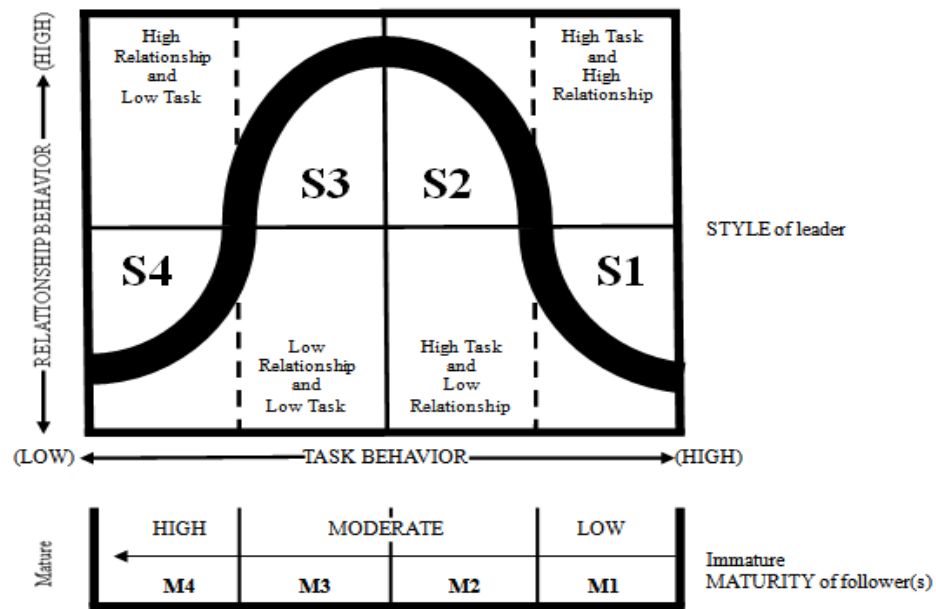 (HIGH)
RELATIONSHIP BEHAVIOR
High
Relationship
and
Low Task
High Task
and
High
Relationship
S3
S2
STYLE of leader
S4
S1
Low
Relationship
and
Low Task
High Task
and
Low
Relationship
(LOW)
TASK BEHAVIOR
(HIGH)
Mature
HIGH
MODERATE
LOW
Immature
M4
M3
M2
M1
MATURITY of follower(s)